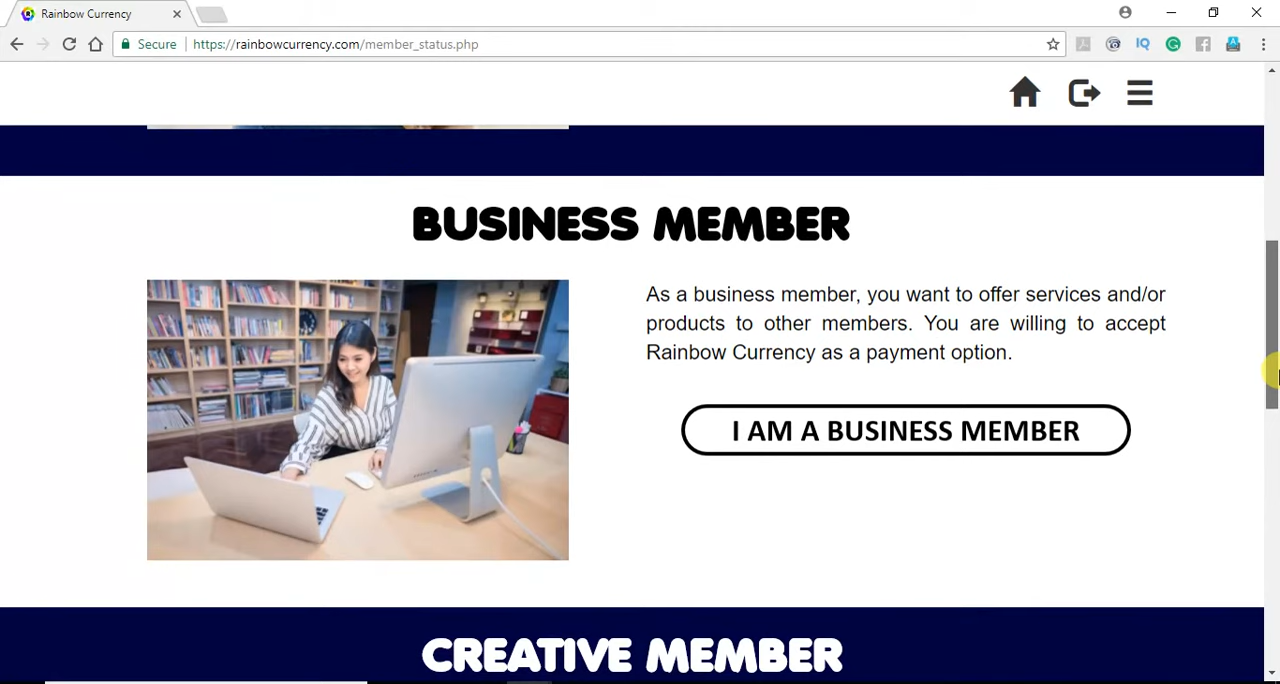 Rainbow Currency
Secure
https://rainbowcurrency.com/member_status.php
IQ
BUSINESS MEMBER
As a business member, you want to offer services and/or
products to other members. You are willing to accept
Rainbow Currency as a payment option.
I AM A BUSINESS MEMBER
CREATIVE MEMBER